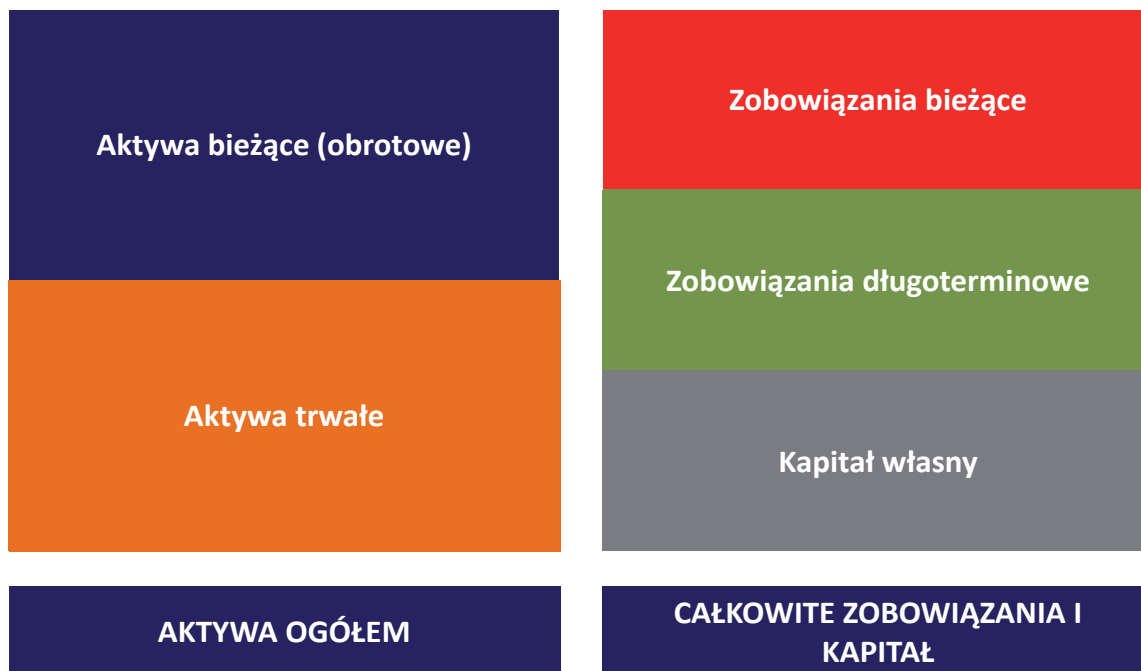 Aktywa bieżące (obrotowe)
Aktywa trwałe
AKTYWA OGÓŁEM
Zobowiązania bieżące
Zobowiązania długoterminowe
Kapitał własny
CAŁKOWITE ZOBOWIĄZANIA I
KAPITAŁ